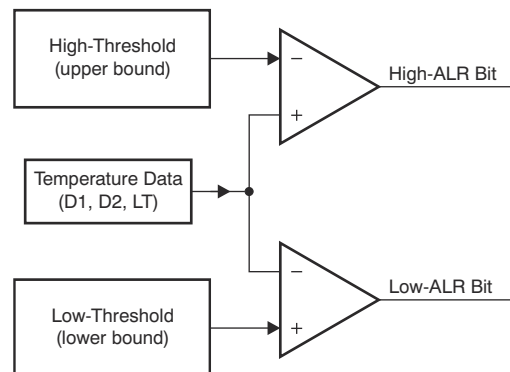 High-Threshold
(upper bound)
−
+
High-ALR Bit
Temperature Data
(D1, D2, LT)
−
+
Low-ALR Bit
Low-Threshold
(lower bound)